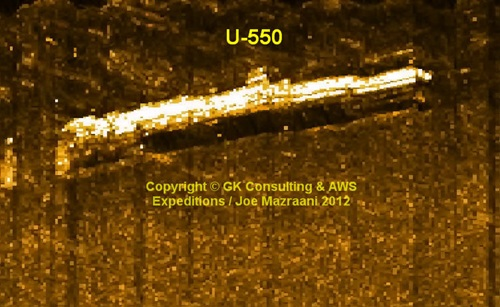 U-550
Copyright © GK Consulting & AWS
Expeditions / Joe Mazraani 2012